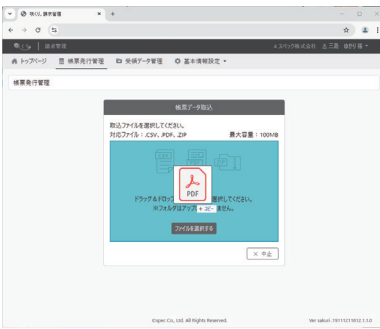 請求管理
トップページ 帳票発行管理 受領データ管理 基本情報設定
帳票発行管理
帳票データ取込
取込ファイルを選択してください。
対応ファイル：.CSV, .PDF, .ZIP 最大容量：100MB
PDF
ドラッグ&ドロップ 選択してください。
※フォルダはアップ + コピー ません。
ファイルを選択する
× 中止
Ltd. All Rights Reserved.